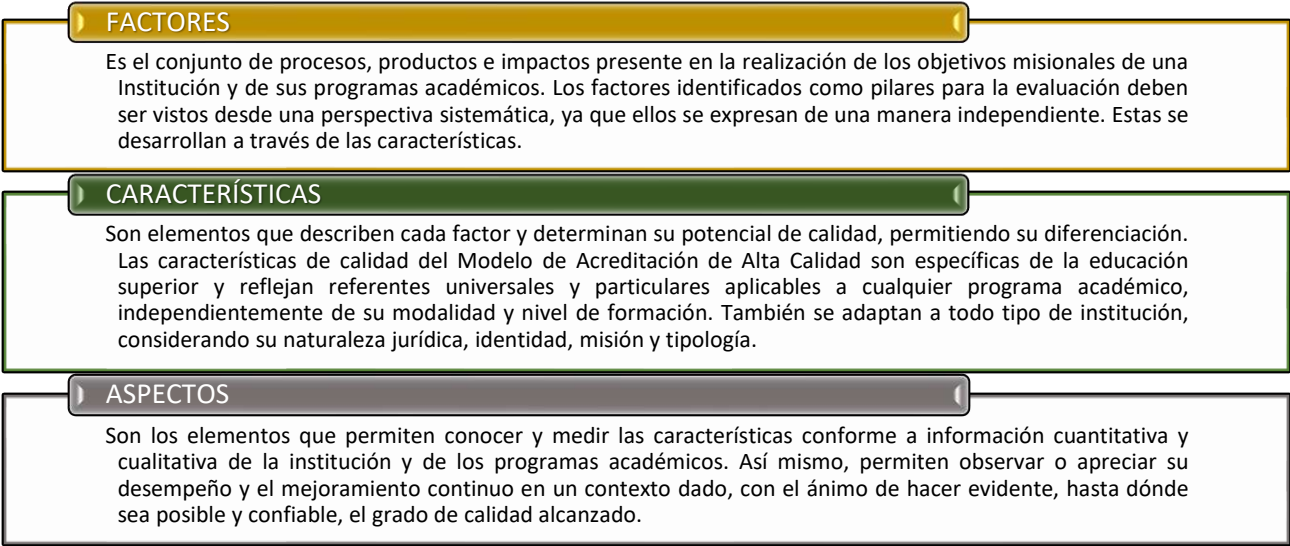 FACTORES
Es el conjunto de procesos, productos e impactos presente en la realización de los objetivos misionales de una
Institución y de sus programas académicos. Los factores identificados como pilares para la evaluación deben
ser vistos desde una perspectiva sistemática, ya que ellos se expresan de una manera independiente. Estas se
desarrollan a través de las características.
CARACTERÍSTICAS
Son elementos que describen cada factor y determinan su potencial de calidad, permitiendo su diferenciación.
Las características de calidad del Modelo de Acreditación de Alta Calidad son específicas de la educación
superior y reflejan referentes universales y particulares aplicables a cualquier programa académico,
independientemente de su modalidad y nivel de formación. También se adaptan a todo tipo de institución,
considerando su naturaleza jurídica, identidad, misión y tipología.
ASPECTOS
Son los elementos que permiten conocer y medir las características conforme a información cuantitativa y
cualitativa de la institución y de los programas académicos. Así mismo, permiten observar o apreciar su
desempeño y el mejoramiento continuo en un contexto dado, con el ánimo de hacer evidente, hasta dónde
sea posible y confiable, el grado de calidad alcanzado.